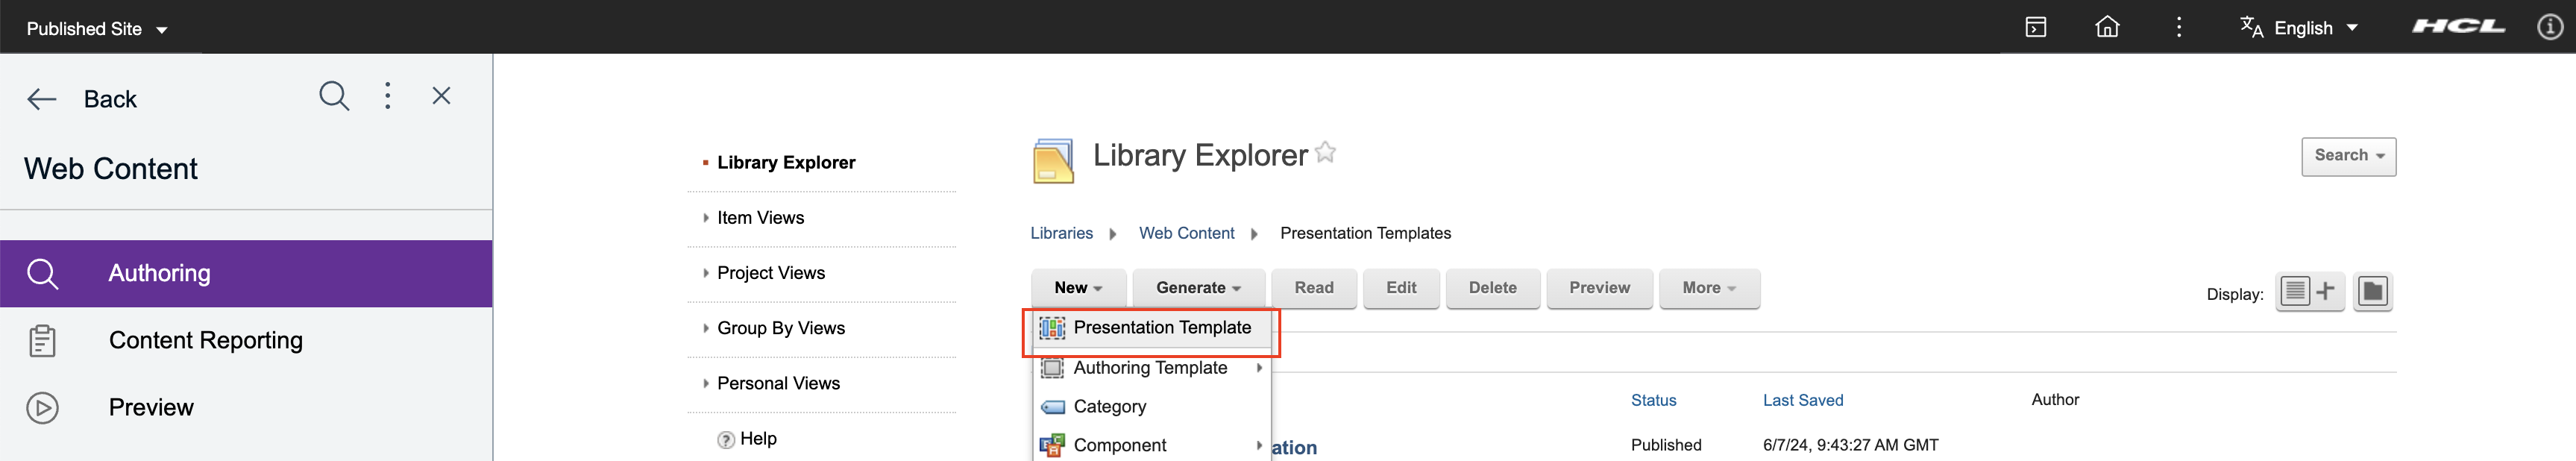 Published Site
English
HCL
Back
Web Content
Authoring
Content Reporting
Preview
Library Explorer
Item Views
Project Views
Group By Views
Personal Views
Help
Library Explorer
Search
Libraries Web Content Presentation Templates
New Generate Read Edit Delete Preview More
Display:
Presentation Template
Authoring Template
Category
Component
Status Last Saved Author
ation Published 6/7/24, 9:43:27 AM GMT